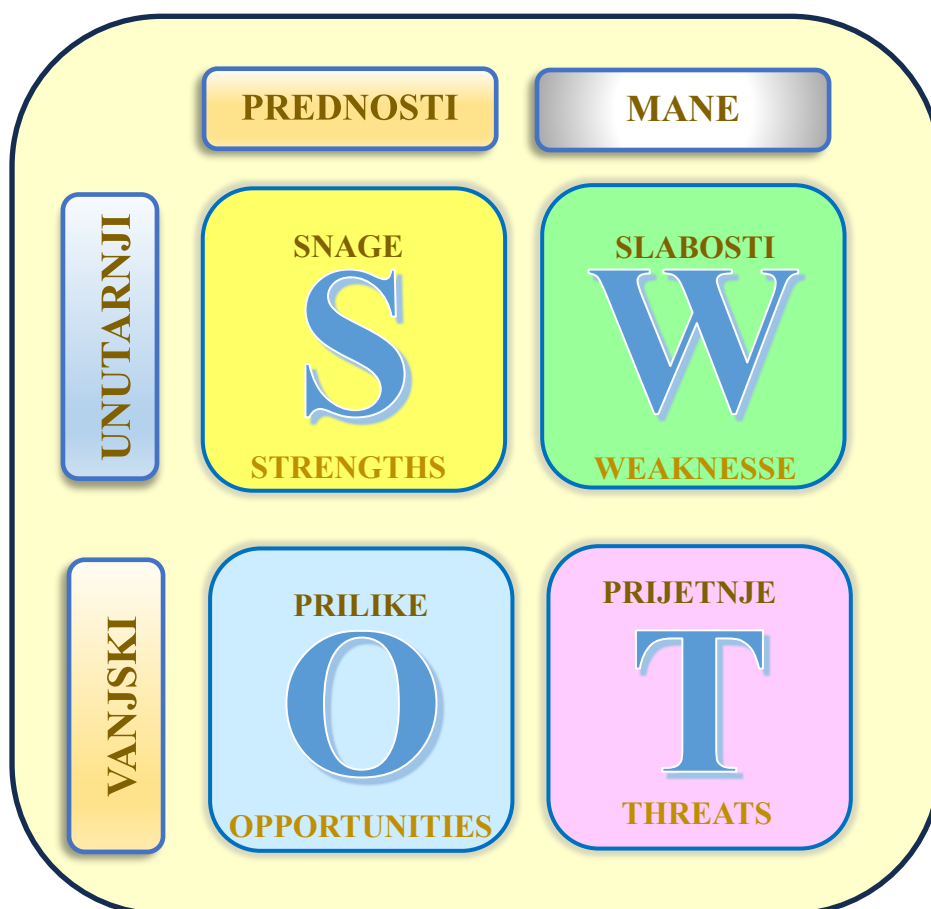 PREDNOSTI
MANE
UNUTARNJI
SNAGE
S
STRENGTHS
SLABOSTI
W
WEAKNESSE
VANJSKI
PRILIKE
O
OPPORTUNITIES
PRIJETNJE
T
THREATS